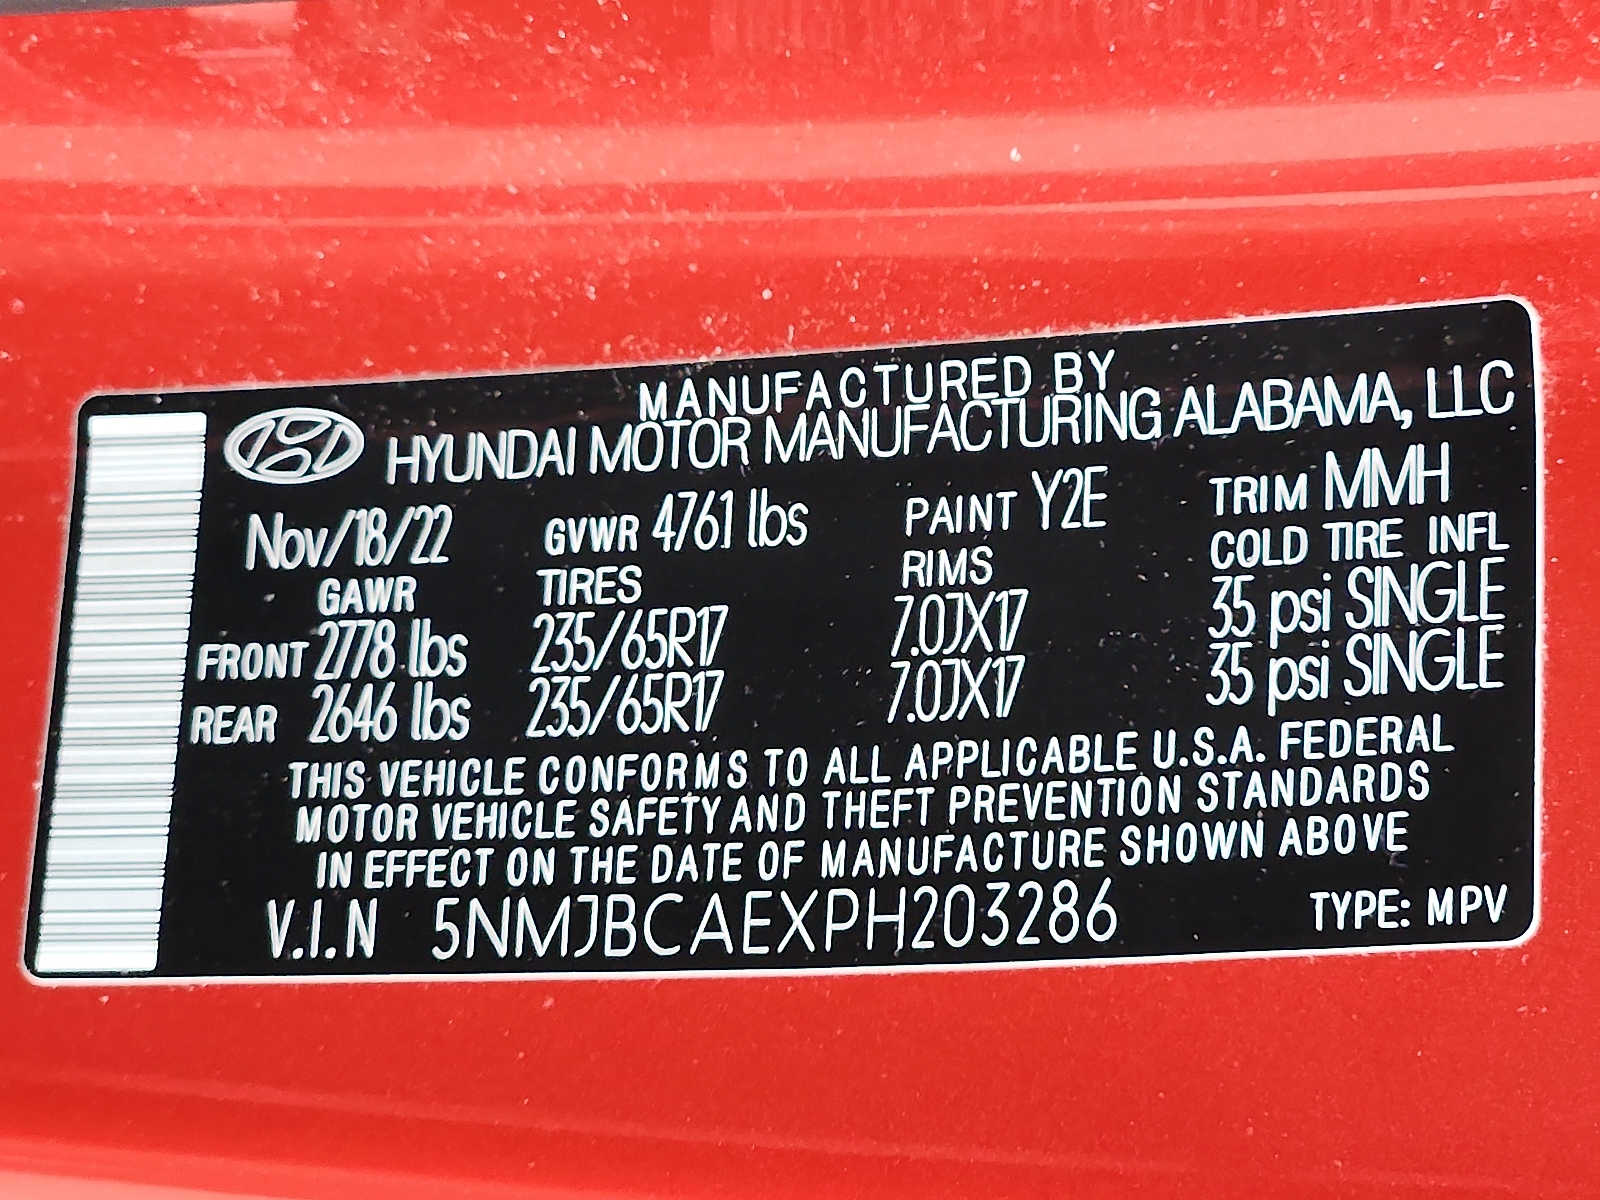 MANUFACTURED BY
HYUNDAI MOTOR MANUFACTURING ALABAMA, LLC
Nov/18/22 GVWR 4761 lbs PAINT Y2E TRIM MMH
GAWR TIRES RIMS COLD TIRE INFL
FRONT 2778 lbs 235/65R17 7.0JX17 35 psi SINGLE
REAR 2646 lbs 235/65R17 7.0JX17 35 psi SINGLE
THIS VEHICLE CONFORMS TO ALL APPLICABLE U.S.A. FEDERAL
MOTOR VEHICLE SAFETY AND THEFT PREVENTION STANDARDS
IN EFFECT ON THE DATE OF MANUFACTURE SHOWN ABOVE
V.I.N 5NMJBCAEXPH203286 TYPE: MPV